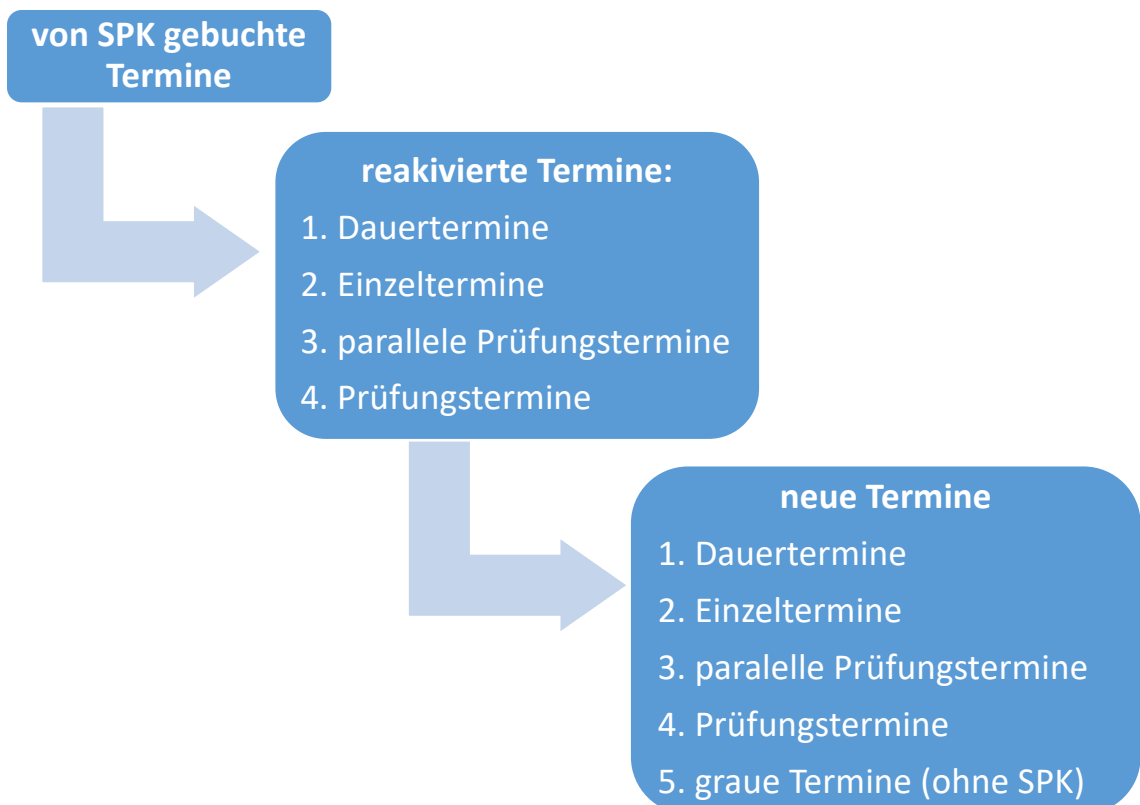 von SPK gebuchte
Termine
reakivierte Termine:
1. Dauertermine
2. Einzeltermine
3. parallele Prüfungstermine
4. Prüfungstermine
neue Termine
1. Dauertermine
2. Einzeltermine
3. paralelle Prüfungstermine
4. Prüfungstermine
5. graue Termine (ohne SPK)